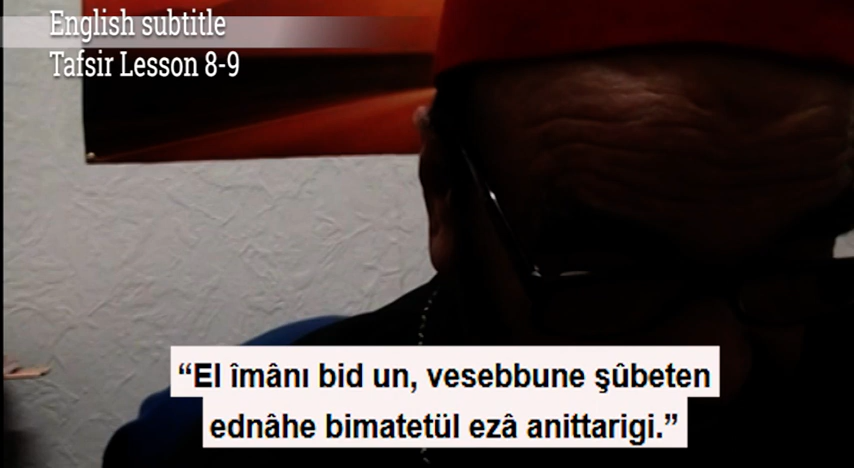 English subtitle
Tafsir Lesson 8-9
“El îmânı bid un, vesebbune şûbeten
ednâhe bimatetül ezâ anittarigi.”